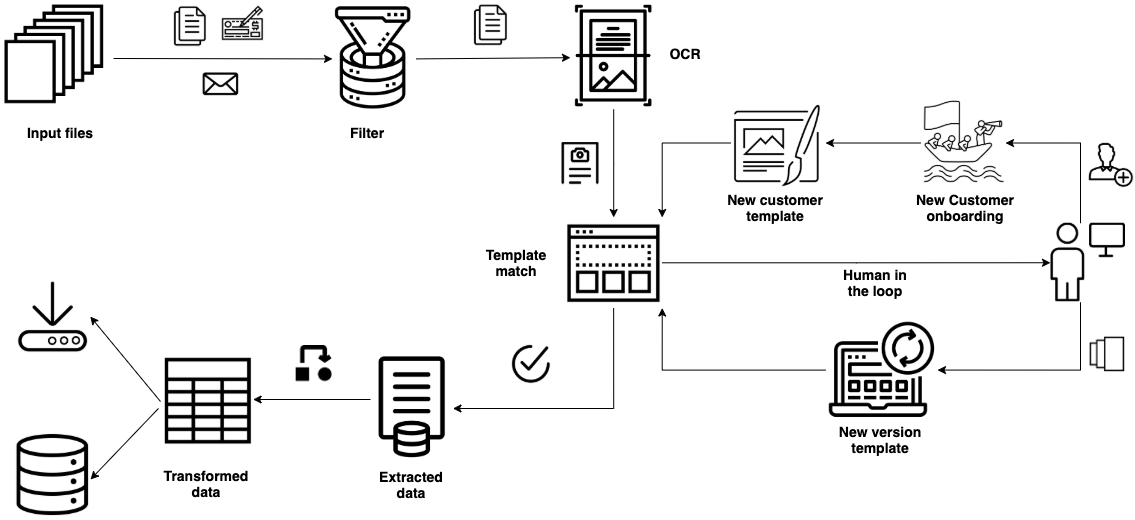 Input files
Filter
OCR
New customer
template
New Customer
onboarding
Template
match
Human in
the loop
New version
template
Extracted
data
Transformed
data